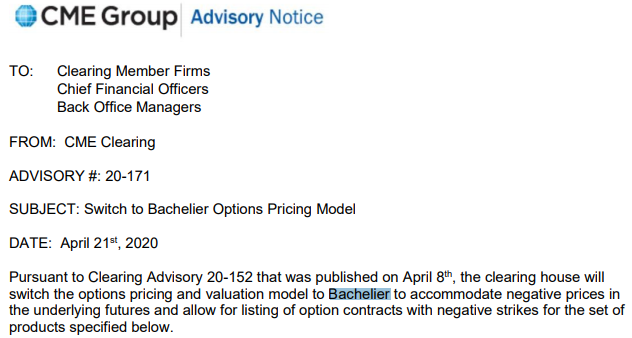 CME Group Advisory Notice
TO: Clearing Member Firms
Chief Financial Officers
Back Office Managers
FROM: CME Clearing
ADVISORY #: 20-171
SUBJECT: Switch to Bachelier Options Pricing Model
DATE: April 21st, 2020
Pursuant to Clearing Advisory 20-152 that was published on April 8th, the clearing house will
switch the options pricing and valuation model to Bachelier to accommodate negative prices in
the underlying futures and allow for listing of option contracts with negative strikes for the set of
products specified below.